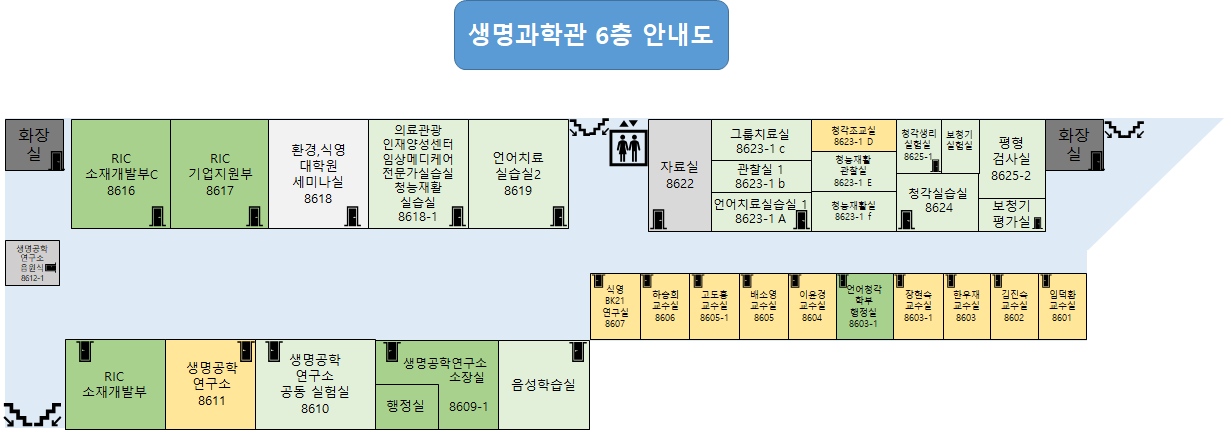 생명과학관 6층 안내도
화장
실
RIC
소재개발부C
8616
RIC
기업지원부
8617
환경,식영
대학원
세미나실
8618
의료관광
인재양성센터
임상메디케어
전문가실습실
청능재활
실습실
8618-1
언어치료
실습실2
8619
자료실
8622
그룹치료실
8623-1 c
관찰실 1
8623-1 b
언어치료실습실 1
8623-1 A
청각조교실
8623-1 D
청능재활
관찰실
8623-1 E
청능재활실
8623-1 f
청각생리
실험실
8625-1
보청기
실험실
청각실습실
8624
평형
검사실
8625-2
보청기
평가실
화장
실
생명공학
연구소
음원식
8612-1
식영
BK21
연구실
8607
하승희
교수실
8606
고도흥
교수실
8605-1
배소영
교수실
8605
이윤경
교수실
8604
언어청각
학부
행정실
8603-1
장현숙
교수실
8603-1
한우재
교수실
8603
김진숙
교수실
8602
임덕환
교수실
8601
RIC
소재개발부
생명공학
연구소
8611
생명공학
연구소
공동 실험실
8610
생명공학연구소
소장실
행정실
8609-1
음성학습실